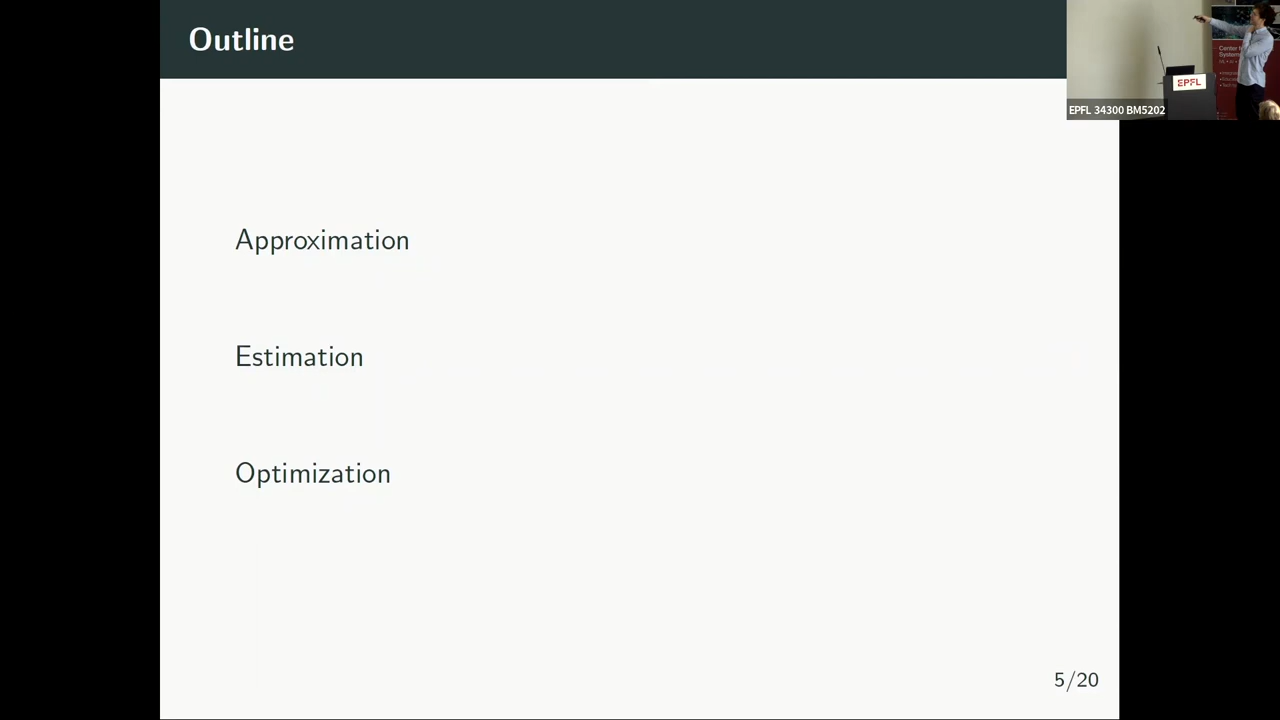 Outline
EPFL
EPFL 34300 BM5202
Approximation
Estimation
Optimization
5/20